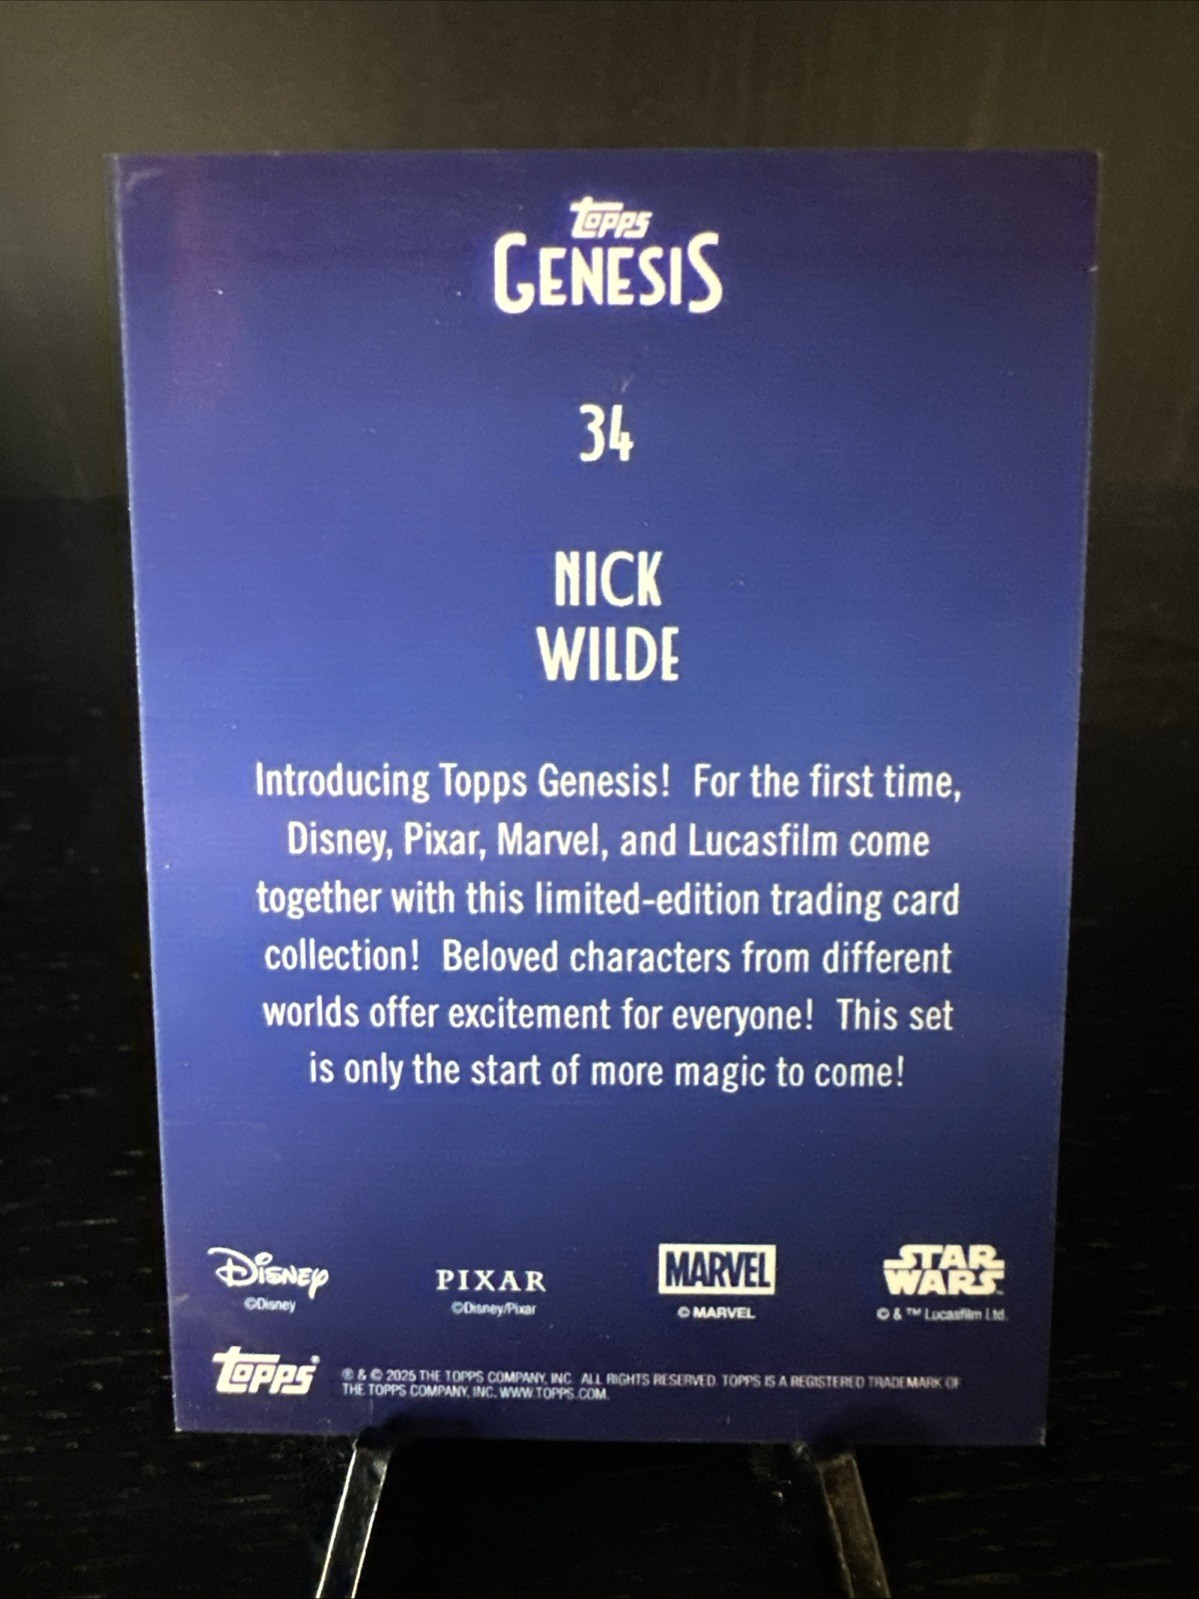 Topps
GENESIS
34
NICK
WILDE
Introducing Topps Genesis! For the first time,
Disney, Pixar, Marvel, and Lucasfilm come
together with this limited-edition trading card
collection! Beloved characters from different
worlds offer excitement for everyone! This set
is only the start of more magic to come!
Disney PIXAR MARVEL STAR WARS
©Disney ©Disney/Pixar © MARVEL © & ™ Lucasfilm Ltd.
Topps®
® & © 2025 THE TOPPS COMPANY, INC. ALL RIGHTS RESERVED. TOPPS IS A REGISTERED TRADEMARK OF
THE TOPPS COMPANY, INC. WWW.TOPPS.COM.